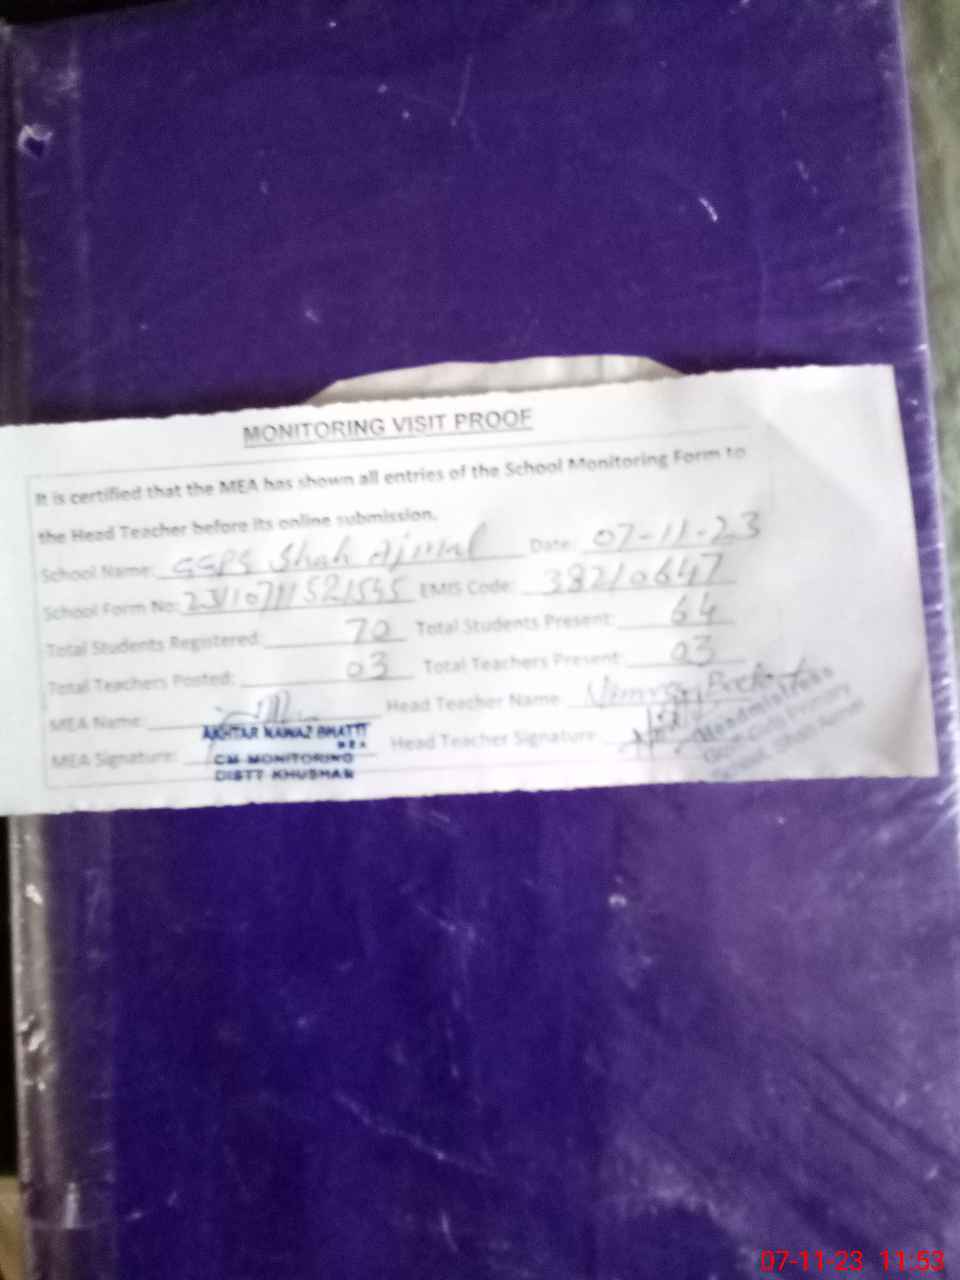 MONITORING VISIT PROOF
It is certified that the MEA has shown all entries of the School Monitoring Form to
the Head Teacher before its online submission.
School Name: GGPS Shah Ajmal Date: 07-11-23
School Form No: EMIS Code: 38210647
Total Students Registered: 70 Total Students Present: 64
Total Teachers Posted: 03 Total Teachers Present: 03
MEA Name: Head Teacher Name:
AKHTAR NAWAZ BHATTI
MEA
MEA Signature: Head Teacher Signature:
CM MONITORING
DISTT KHUSHAB
Headmistress
07-11-23 11:53